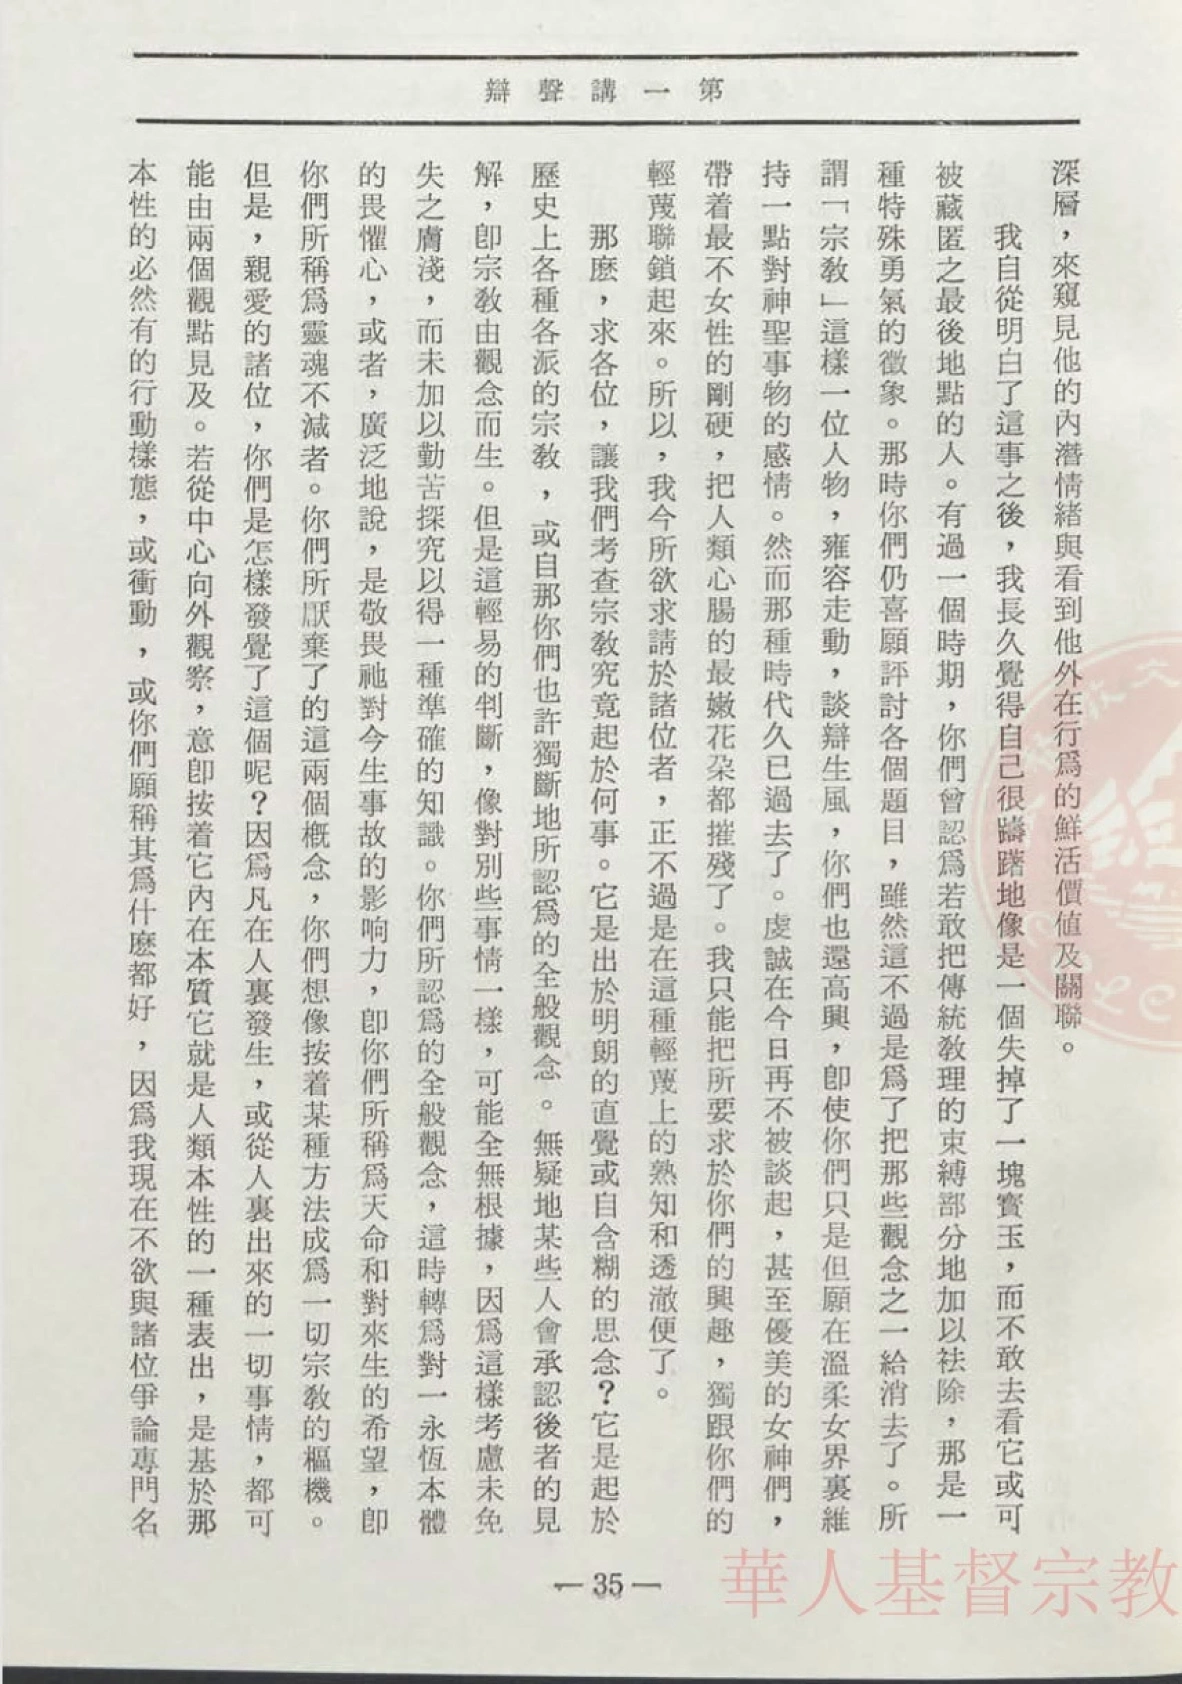 第一講聲辯
深層，來窺見他的內潛情緒與看到他外在行爲的鮮活價値及關聯。
我自從明白了這事之後，我長久覺得自己很躊躇地像是一個失掉了一塊寶玉，而不敢去看它或可
被藏匿之最後地點的人。有過一個時期，你們曾認爲若敢把傳統敎理的束縛部分地加以袪除，那是一
種特殊勇氣的徵象。那時你們仍喜願評討各個題目，雖然這不過是爲了把那些觀念之一給消去了。所
謂「宗敎」這樣一位人物，雍容走動，談辯生風，你們也還高興，卽使你們只是但願在溫柔女界裏維
持一點對神聖事物的感情。然而那種時代久已過去了。虔誠在今日再不被談起，甚至優美的女神們，
帶着最不女性的剛硬，把人類心腸的最嫩花朶都摧殘了。我只能把所要求於你們的興趣，獨跟你們的
輕蔑聯鎖起來。所以，我今所欲求請於諸位者，正不過是在這種輕蔑上的熟知和透澈便了。
那麽，求各位，讓我們考查宗敎究竟起於何事。它是出於明朗的直覺或自含糊的思念？它是起於
歷史上各種各派的宗敎，或自那你們也許獨斷地所認爲的全般觀念。無疑地某些人會承認後者的見
解，卽宗敎由觀念而生。但是這輕易的判斷，像對別些事情一樣，可能全無根據，因爲這樣考慮未免
失之膚淺，而未加以勤苦探究以得一種準確的知識。你們所認爲的全般觀念，這時轉爲對一永恆本體
的畏懼心，或者，廣泛地說，是敬畏祂對今生事故的影响力，卽你們所稱爲天命和對來生的希望，卽
你們所稱爲靈魂不滅者。你們所厭棄了的這兩個槪念，你們想像按着某種方法成爲一切宗敎的樞機。
但是，親愛的諸位，你們是怎樣發覺了這個呢？因爲凡在人裏發生，或從人裏出來的一切事情，都可
能由兩個觀點見及。若從中心向外觀察，意卽按着它內在本質它就是人類本性的一種表出，是基於那
本性的必然有的行動樣態，或衝動，或你們願稱其爲什麽都好，因爲我現在不欲與諸位爭論專門名
— 35 —
華人基督宗教